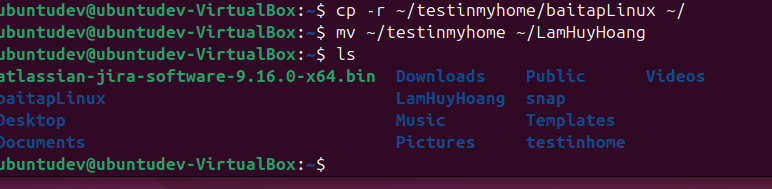 ubuntudev@ubuntudev-VirtualBox:~$ cp -r ~/testinmyhome/baitapLinux ~/
ubuntudev@ubuntudev-VirtualBox:~$ mv ~/testinmyhome ~/LamHuyHoang
ubuntudev@ubuntudev-VirtualBox:~$ ls
atlassian-jira-software-9.16.0-x64.bin  Downloads    Public     Videos
baitapLinux                             LamHuyHoang  snap
Desktop                                 Music        Templates
Documents                               Pictures     testinhome
ubuntudev@ubuntudev-VirtualBox:~$